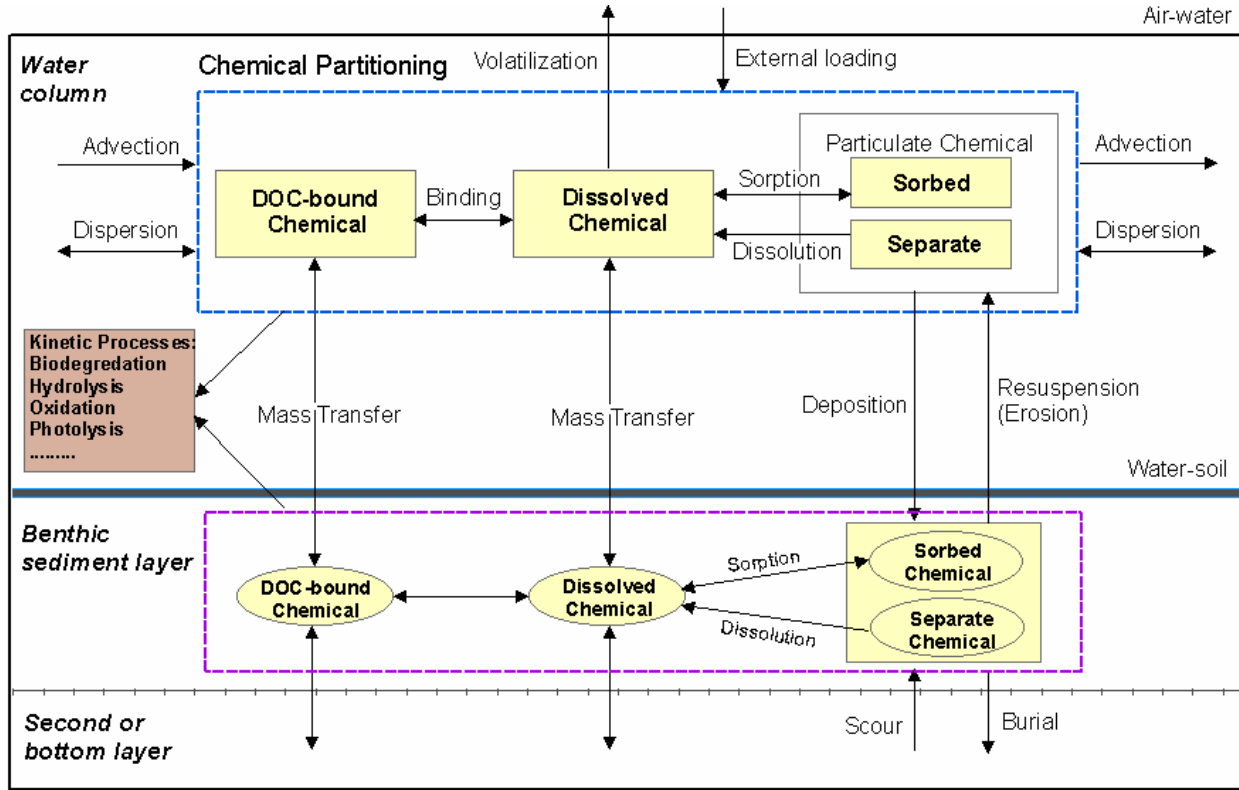 Air-water
Water
column
Chemical Partitioning
Volatilization
External loading
Advection
Particulate Chemical
Advection
DOC-bound
Chemical
Binding
Dissolved
Chemical
Sorption
Sorbed
Dispersion
Dissolution
Separate
Dispersion
Kinetic Processes:
Biodegredation
Hydrolysis
Oxidation
Photolysis
.........
Mass Transfer
Mass Transfer
Deposition
Resuspension
(Erosion)
Water-soil
Benthic
sediment layer
DOC-bound
Chemical
Dissolved
Chemical
Sorption
Dissolution
Sorbed
Chemical
Separate
Chemical
Second or
bottom layer
Scour
Burial